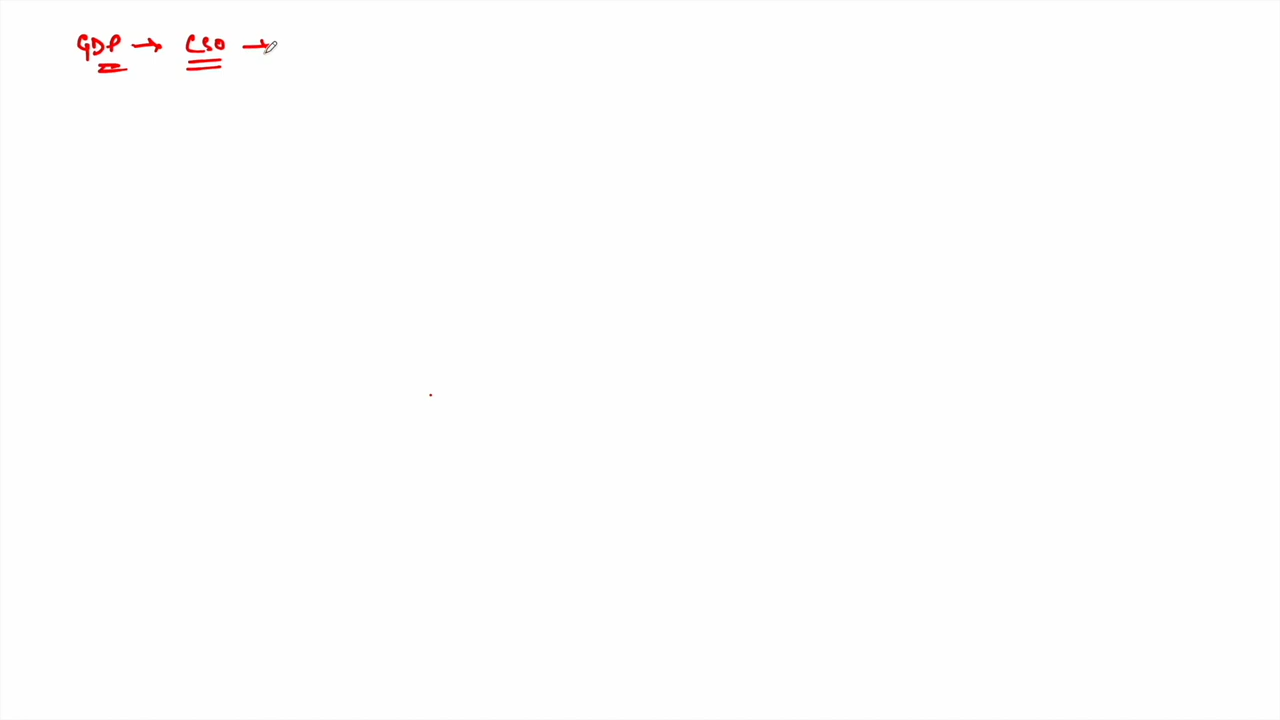 GDP → CSO →